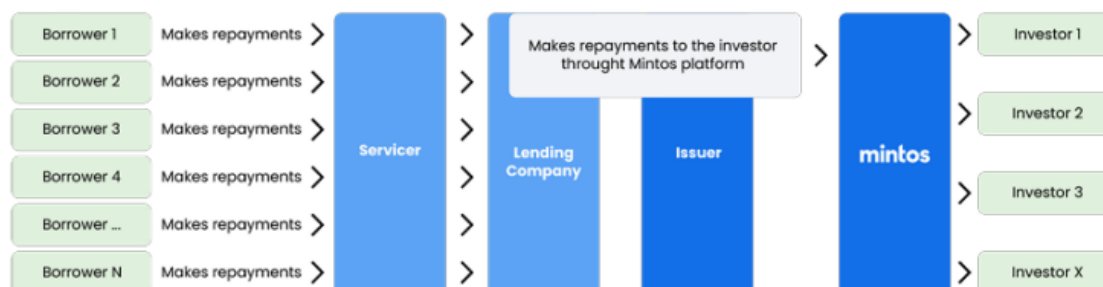 Borrower 1 Makes repayments
Borrower 2 Makes repayments
Borrower 3 Makes repayments
Borrower 4 Makes repayments
Borrower ... Makes repayments
Borrower N Makes repayments
Servicer
Lending
Company
Makes repayments to the investor
throught Mintos platform
Issuer
mintos
Investor 1
Investor 2
Investor 3
Investor X